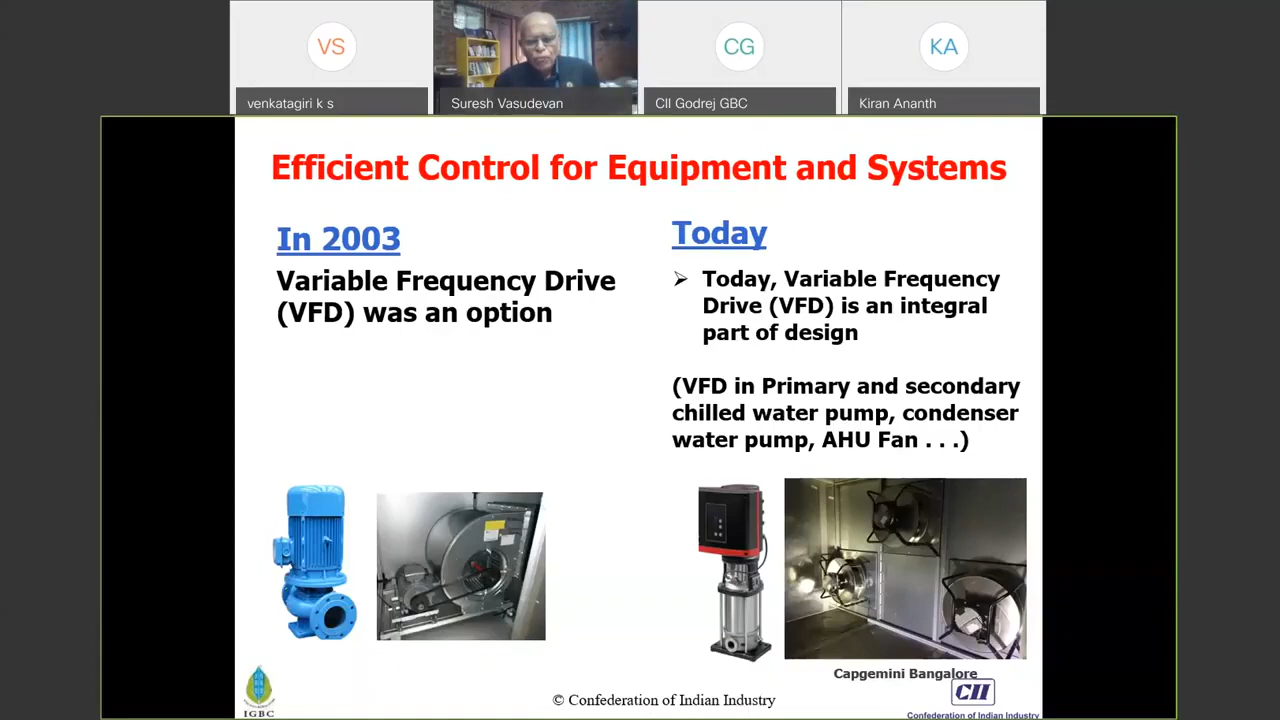 VS
CG
KA
venkatagiri k s
Suresh Vasudevan
CII Godrej GBC
Kiran Ananth
Efficient Control for Equipment and Systems
In 2003
Variable Frequency Drive
(VFD) was an option
Today
Today, Variable Frequency
Drive (VFD) is an integral
part of design
(VFD in Primary and secondary
chilled water pump, condenser
water pump, AHU Fan . . .)
Capgemini Bangalore
IGBC
© Confederation of Indian Industry
CII
Confederation of Indian Industry